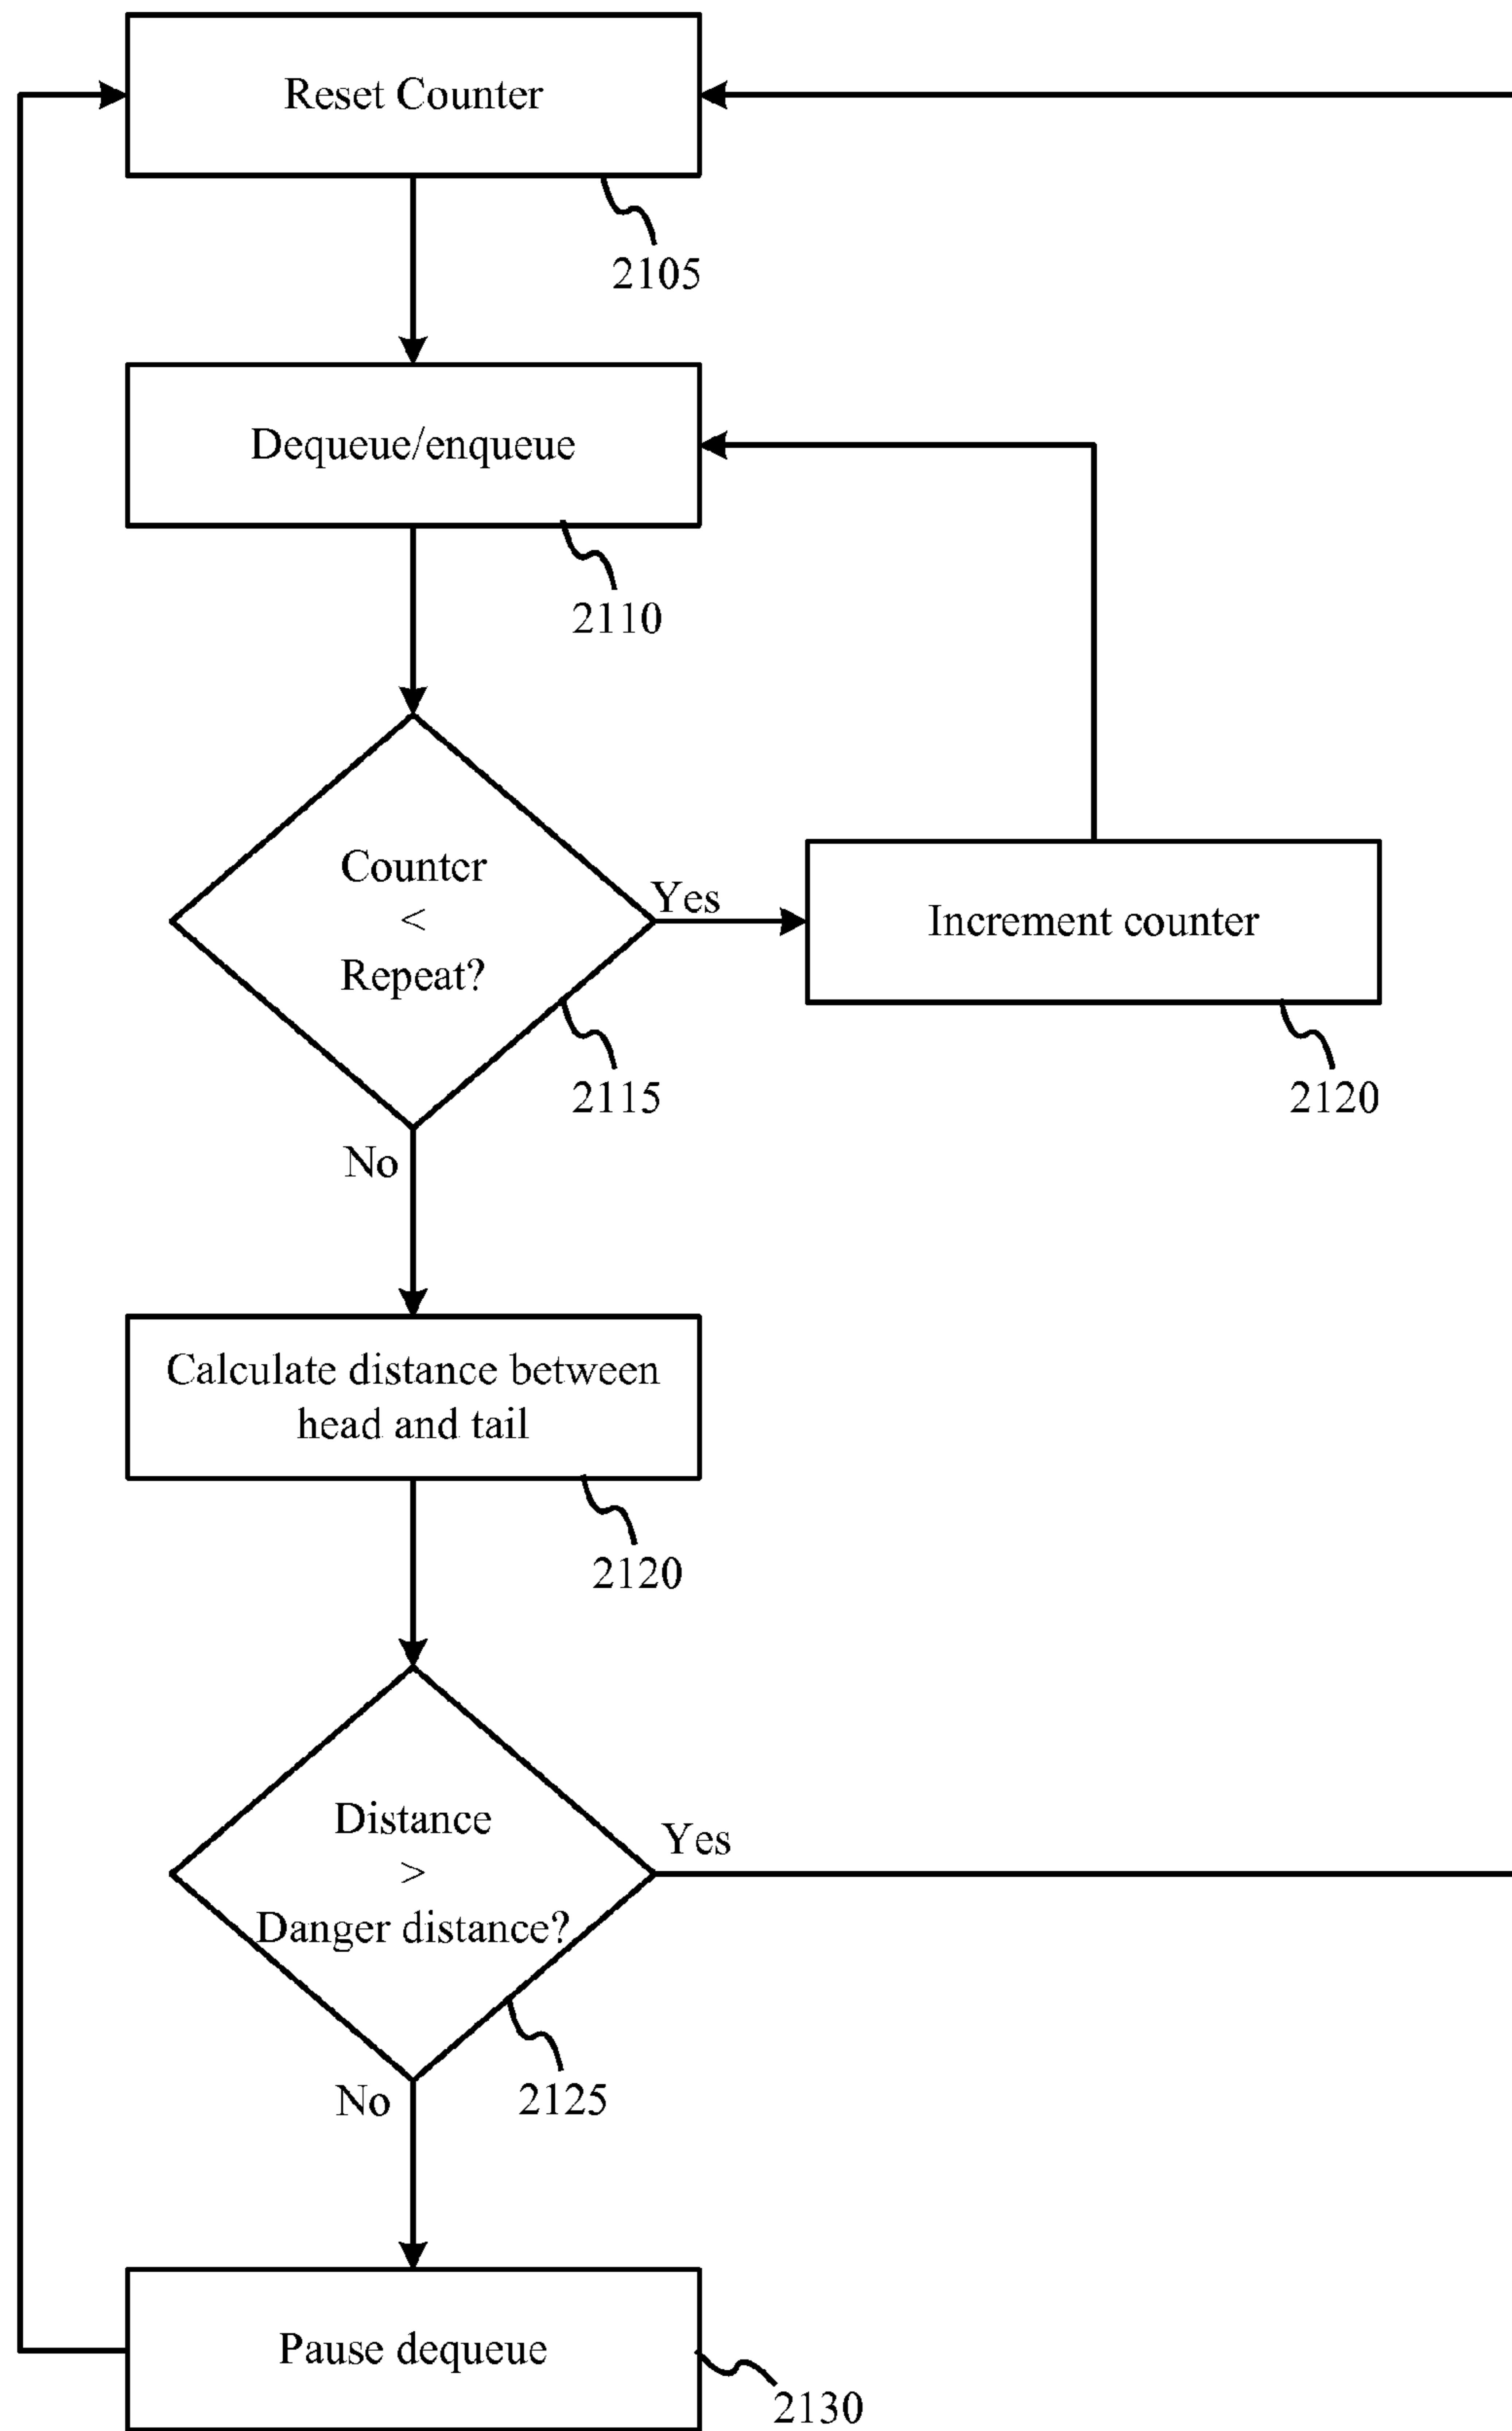 Reset Counter
2105
Dequeue/enqueue
2110
Counter
<
Repeat?
Yes
Increment counter
2115
2120
No
Calculate distance between
head and tail
2120
Distance
>
Danger distance?
Yes
2125
No
Pause dequeue
2130